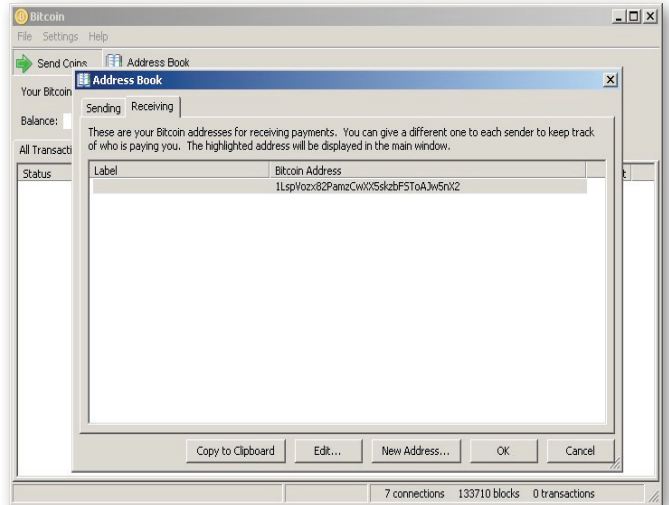 Bitcoin
File Settings Help
Send Coins Address Book
Address Book
Your Bitcoin
Sending Receiving
Balance:
These are your Bitcoin addresses for receiving payments. You can give a different one to each sender to keep track
of who is paying you. The highlighted address will be displayed in the main window.
All Transacti
Status
Label Bitcoin Address
1LspVozx82PamzCwXX5skzbFSToAJw5nX2
Copy to Clipboard Edit... New Address... OK Cancel
7 connections 133710 blocks 0 transactions